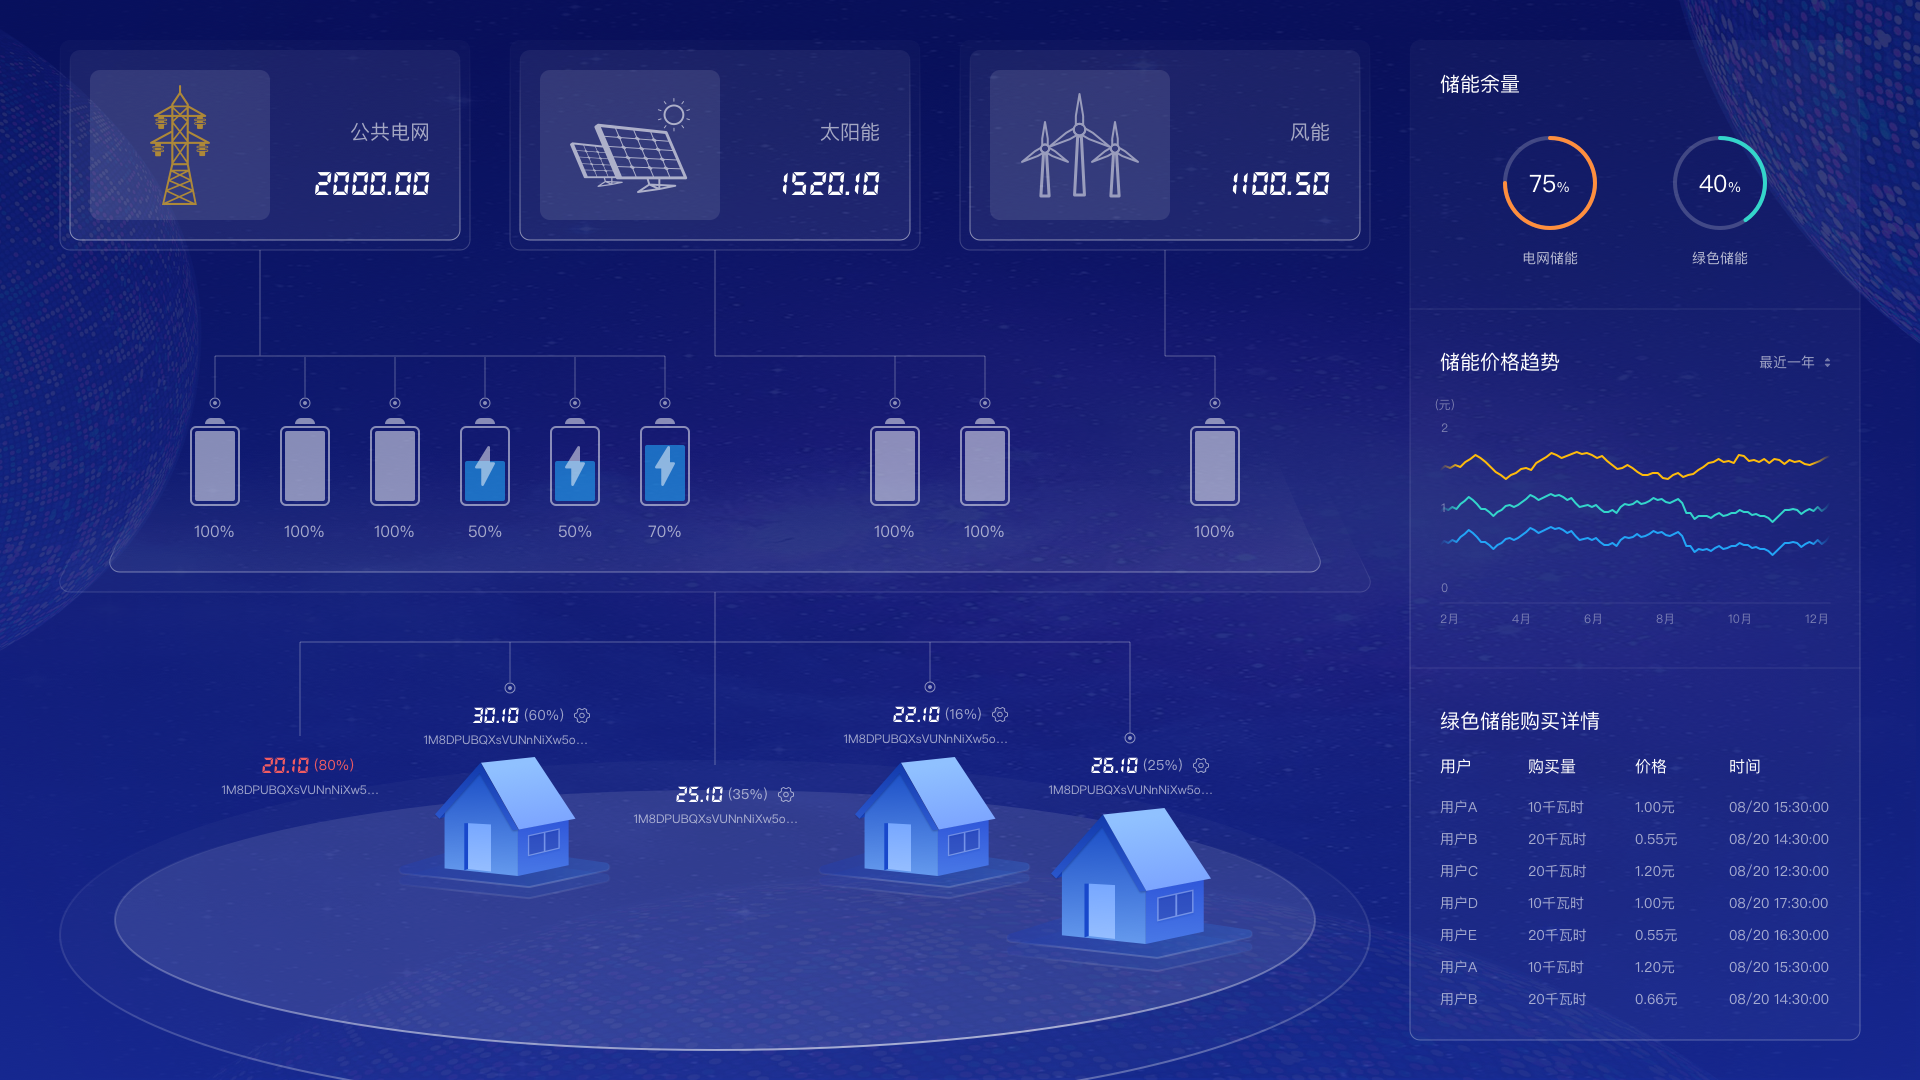 公共电网
2000.00
太阳能
1520.10
风能
1100.50
100%
100%
100%
50%
50%
70%
100%
100%
100%
30.10 (60%)
1M8DPUBQXsVUNnNiXw5o...
22.10 (16%)
1M8DPUBQXsVUNnNiXw5o...
20.10 (80%)
1M8DPUBQXsVUNnNiXw5...
26.10 (25%)
1M8DPUBQXsVUNnNiXw5o...
25.10 (35%)
1M8DPUBQXsVUNnNiXw5o...
储能余量
75%
40%
电网储能
绿色储能
储能价格趋势
最近一年
(元)
2
1
0
2月 4月 6月 8月 10月 12月
绿色储能购买详情
用户 购买量 价格 时间
用户A 10千瓦时 1.00元 08/20 15:30:00
用户B 20千瓦时 0.55元 08/20 14:30:00
用户C 20千瓦时 1.20元 08/20 12:30:00
用户D 10千瓦时 1.00元 08/20 17:30:00
用户E 20千瓦时 0.55元 08/20 16:30:00
用户A 10千瓦时 1.20元 08/20 15:30:00
用户B 20千瓦时 0.66元 08/20 14:30:00